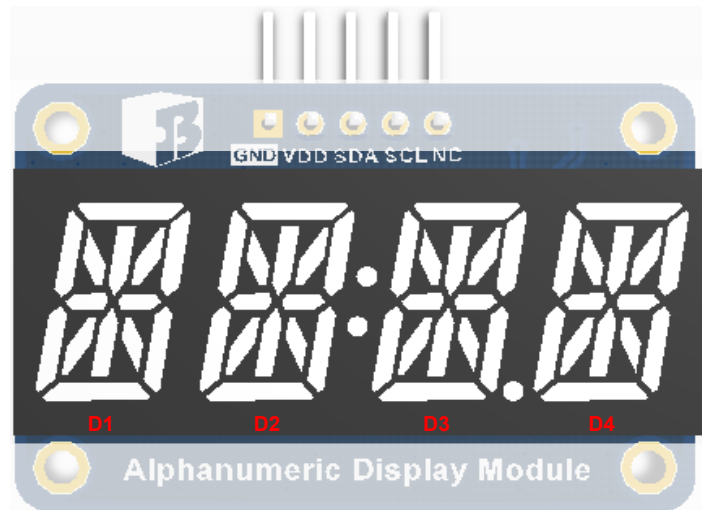 GND VDD SDA SCL NC
D1 D2 D3 D4
Alphanumeric Display Module